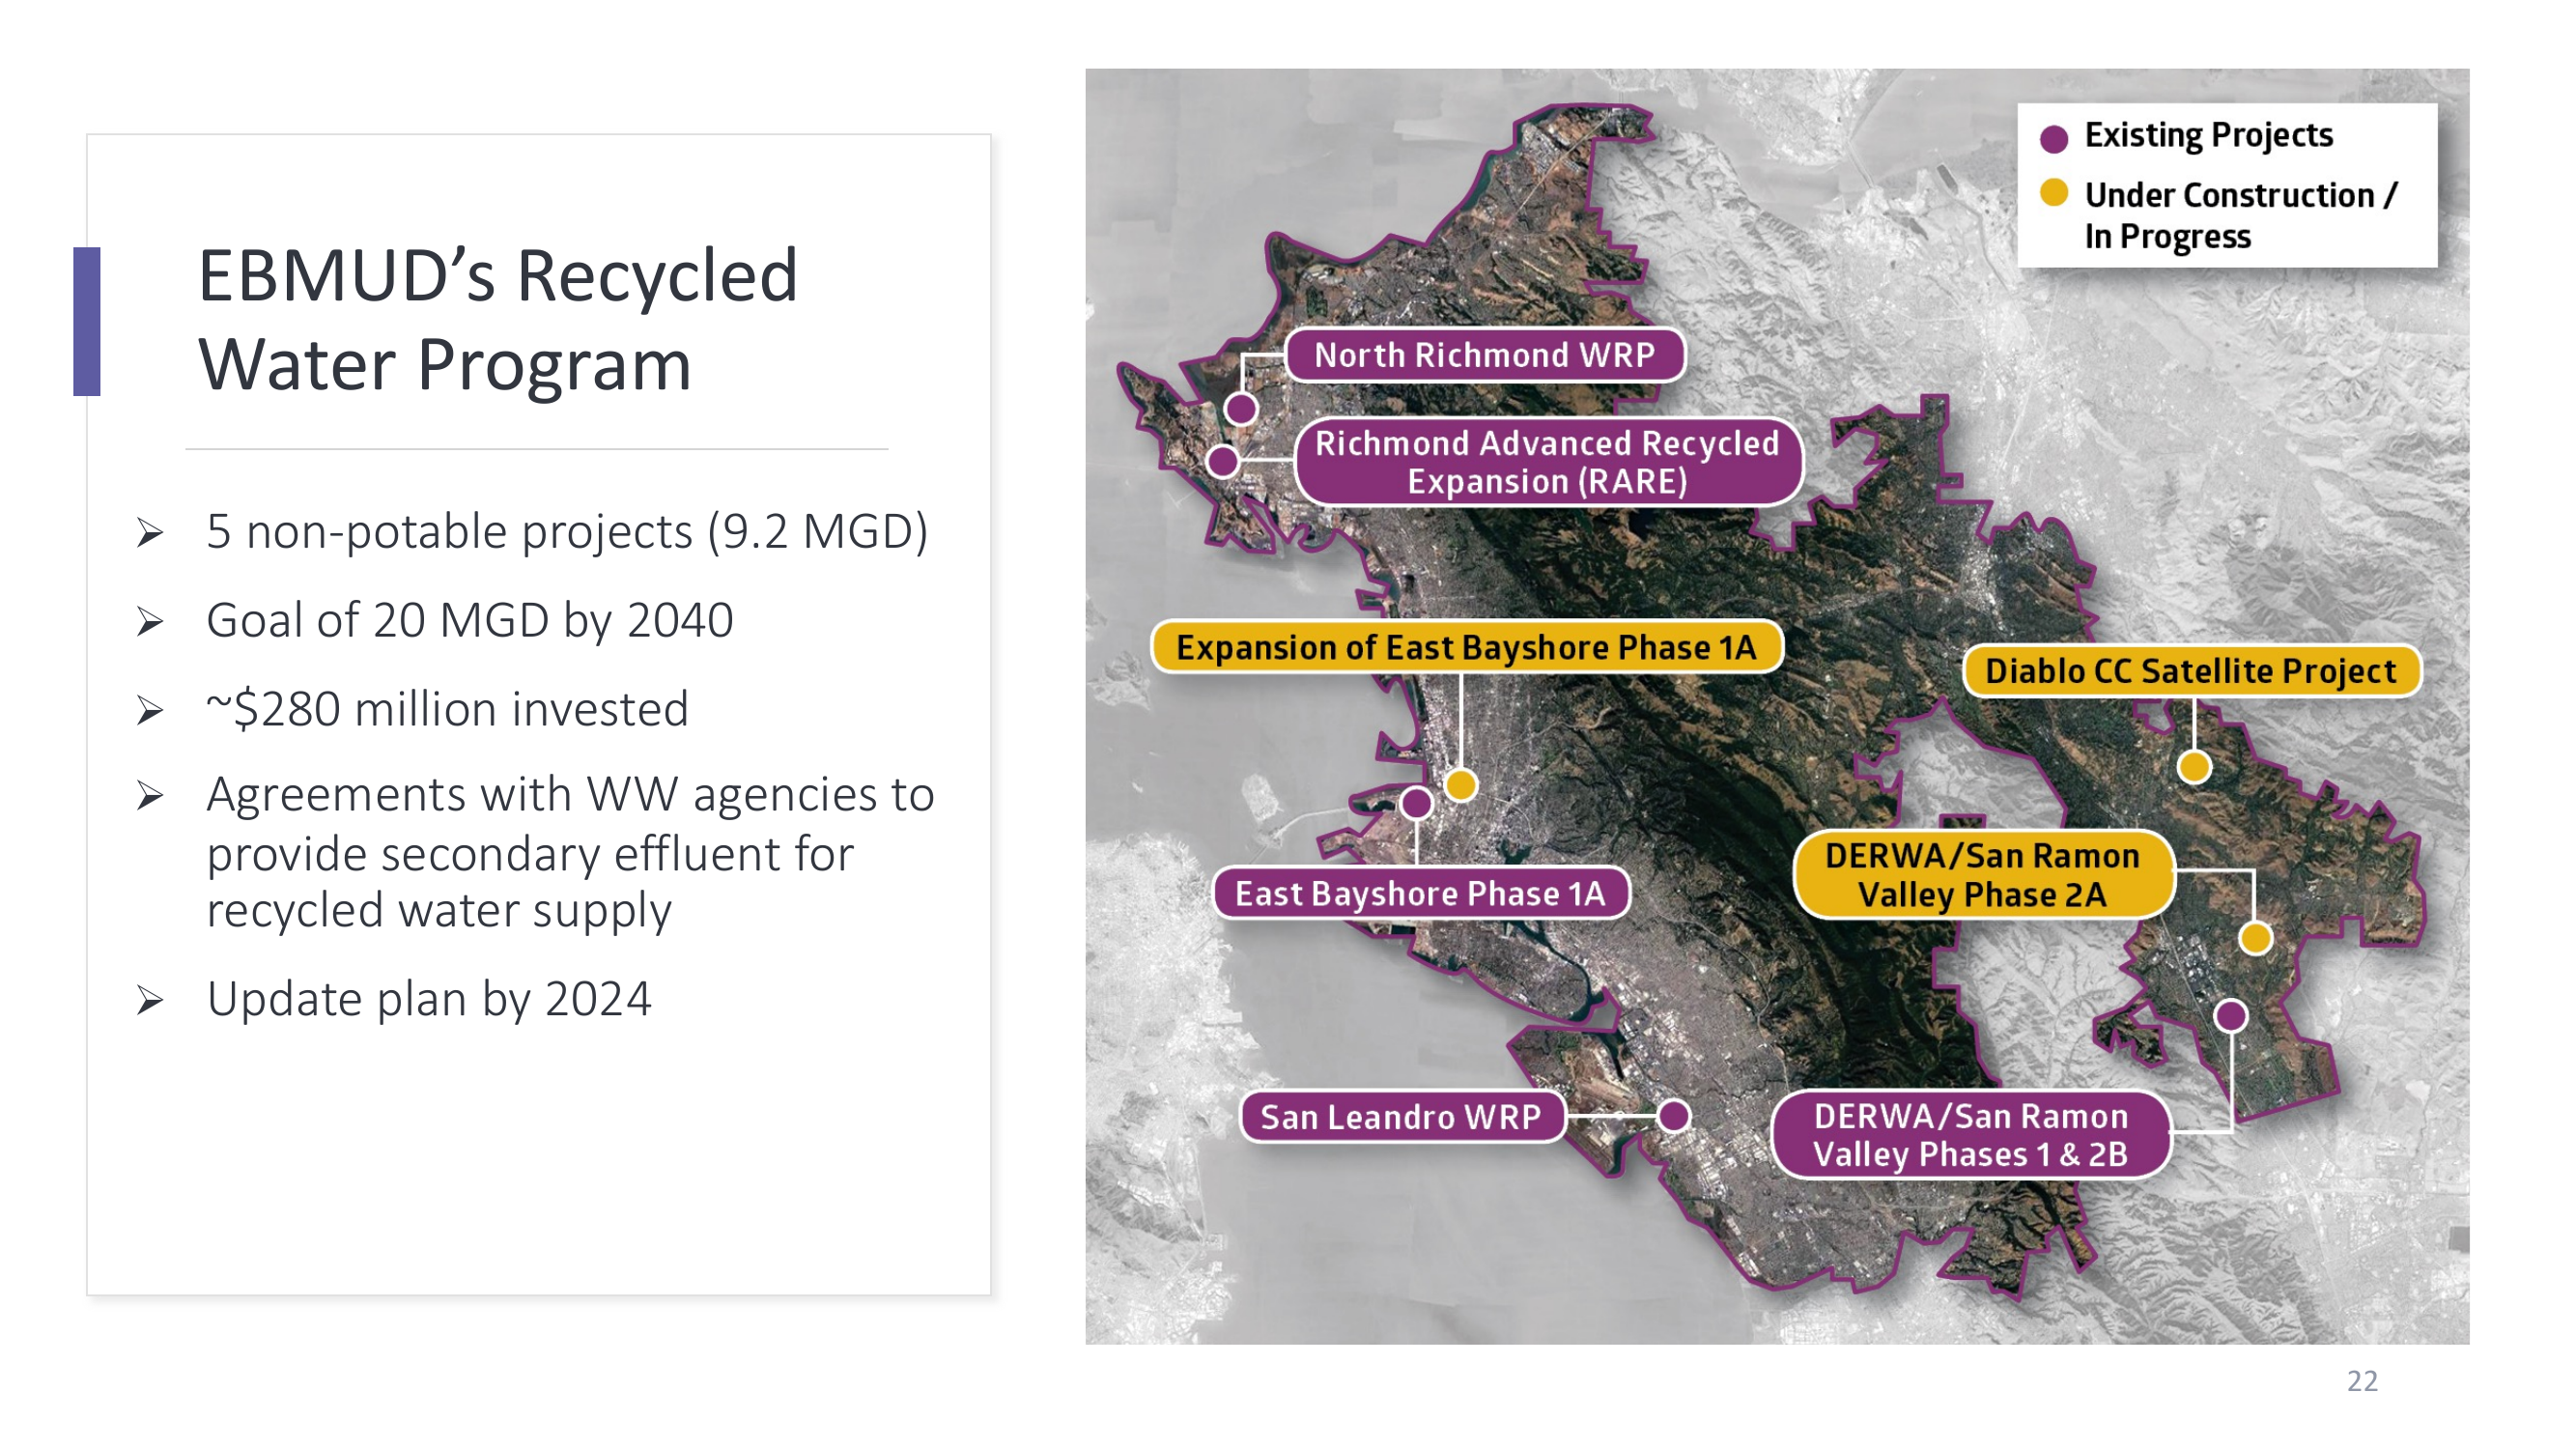 EBMUD’s Recycled
Water Program
⮚ 5 non-potable projects (9.2 MGD)
⮚ Goal of 20 MGD by 2040
⮚ ~$280 million invested
⮚ Agreements with WW agencies to
provide secondary effluent for
recycled water supply
⮚ Update plan by 2024
Existing Projects
Under Construction /
In Progress
North Richmond WRP
Richmond Advanced Recycled
Expansion (RARE)
Expansion of East Bayshore Phase 1A
Diablo CC Satellite Project
DERWA/San Ramon
Valley Phase 2A
East Bayshore Phase 1A
San Leandro WRP
DERWA/San Ramon
Valley Phases 1 & 2B
22